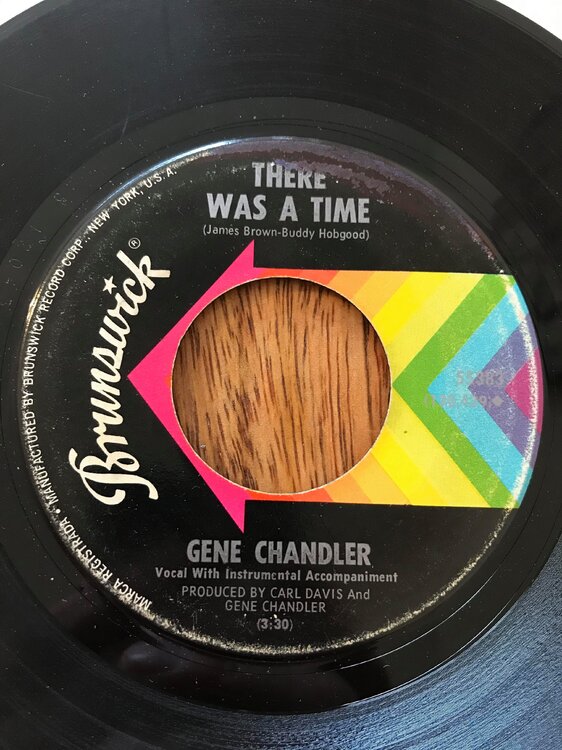 THERE
WAS A TIME
(James Brown-Buddy Hobgood)
Brunswick®
MARCA REGISTRADA • MANUFACTURED BY BRUNSWICK RECORD CORP., NEW YORK, U.S.A.
GENE CHANDLER
Vocal With Instrumental Accompaniment
PRODUCED BY CARL DAVIS And
GENE CHANDLER
(3:30)